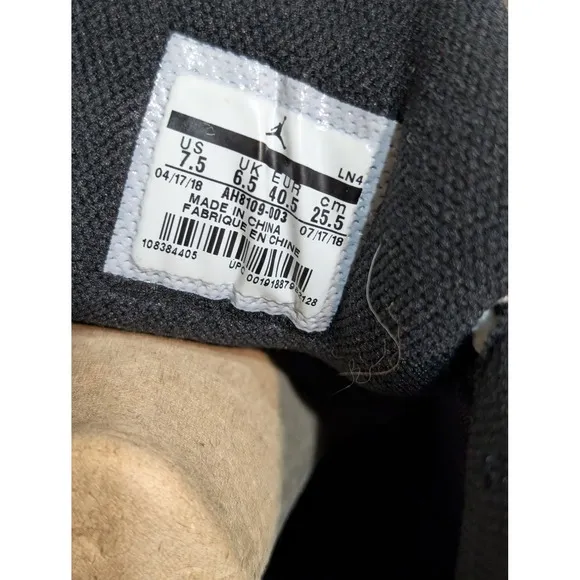 LN4
US UK EUR cm
7.5 6.5 40.5 25.5
04/17/18 AH8109-003 07/17/18
MADE IN CHINA
FABRIQUE EN CHINE
108384405